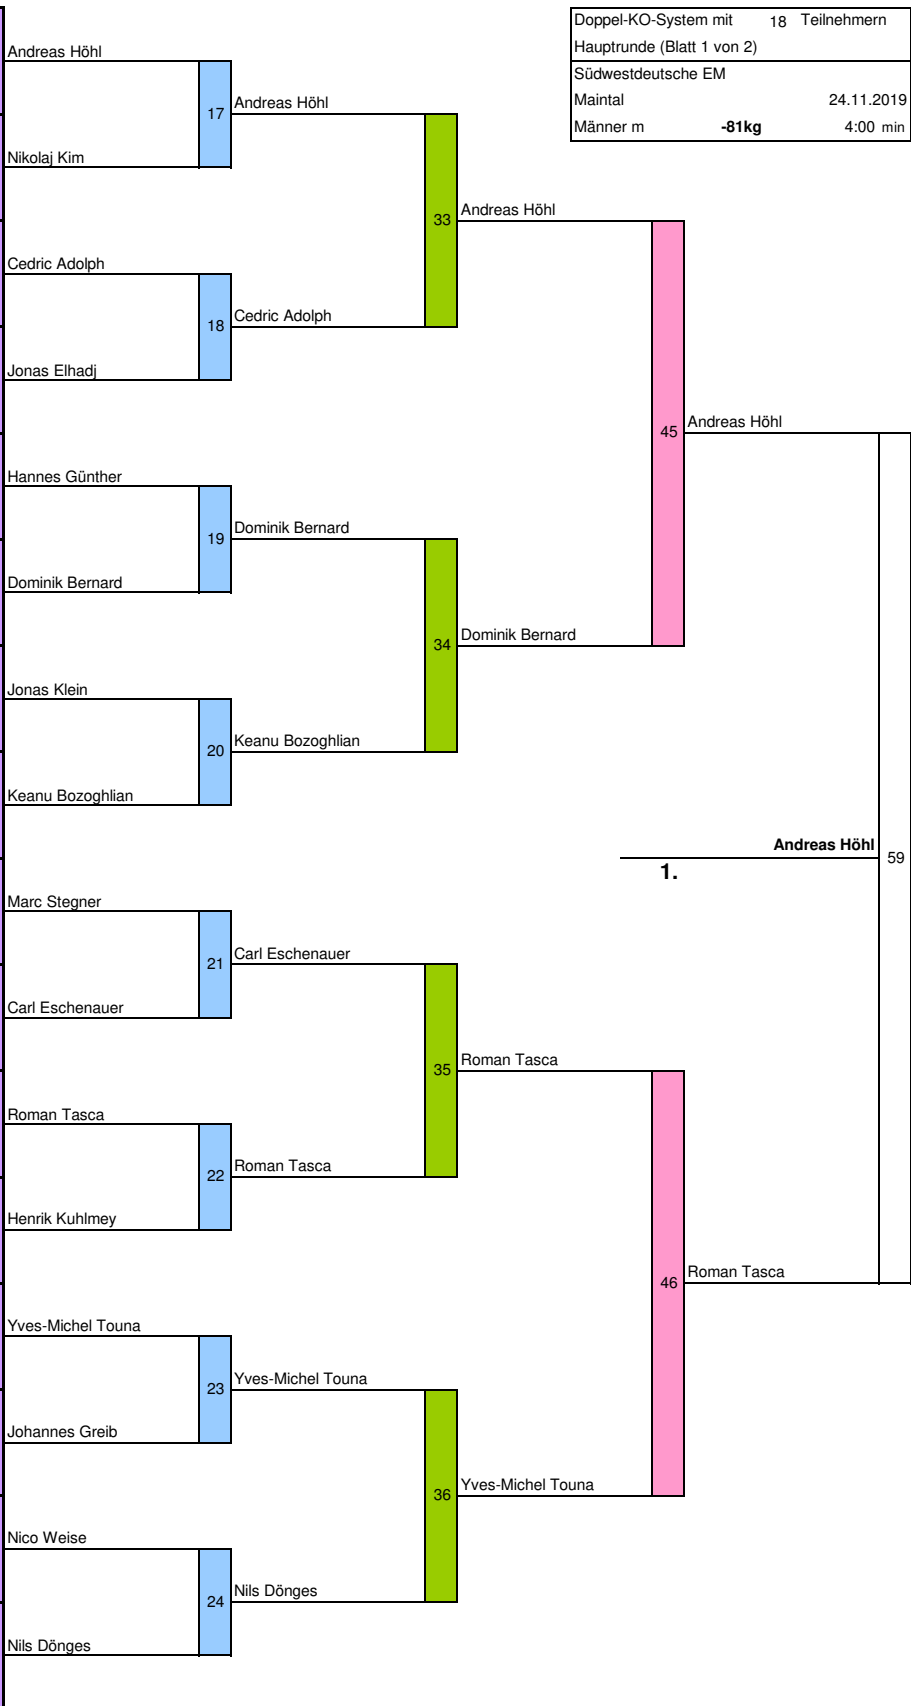 Doppel-KO-System mit 18 Teilnehmern
Hauptrunde (Blatt 1 von 2)
Südwestdeutsche EM
Maintal 24.11.2019
Männer m -81kg 4:00 min
Andreas Höhl
17 Andreas Höhl
Nikolaj Kim
33 Andreas Höhl
Cedric Adolph
18 Cedric Adolph
Jonas Elhadj
45 Andreas Höhl
Hannes Günther
19 Dominik Bernard
Dominik Bernard
34 Dominik Bernard
Jonas Klein
20 Keanu Bozoghlian
Keanu Bozoghlian
Andreas Höhl 59
1.
Marc Stegner
21 Carl Eschenauer
Carl Eschenauer
35 Roman Tasca
Roman Tasca
22 Roman Tasca
Henrik Kuhlmey
46 Roman Tasca
Yves-Michel Touna
23 Yves-Michel Touna
Johannes Greib
36 Yves-Michel Touna
Nico Weise
24 Nils Dönges
Nils Dönges